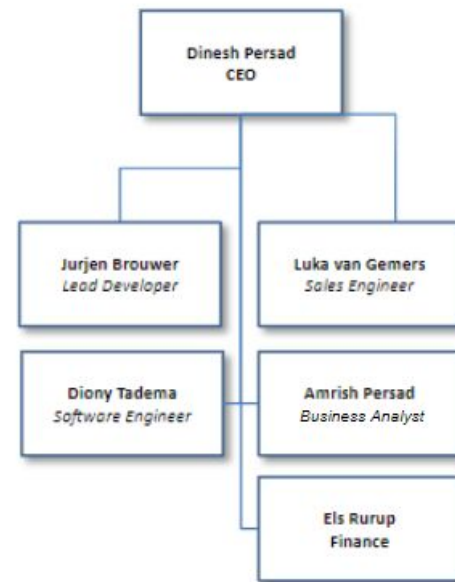 Dinesh Persad
CEO
Jurjen Brouwer
Lead Developer
Luka van Gemers
Sales Engineer
Diony Tadema
Software Engineer
Amrish Persad
Business Analyst
Els Rurup
Finance